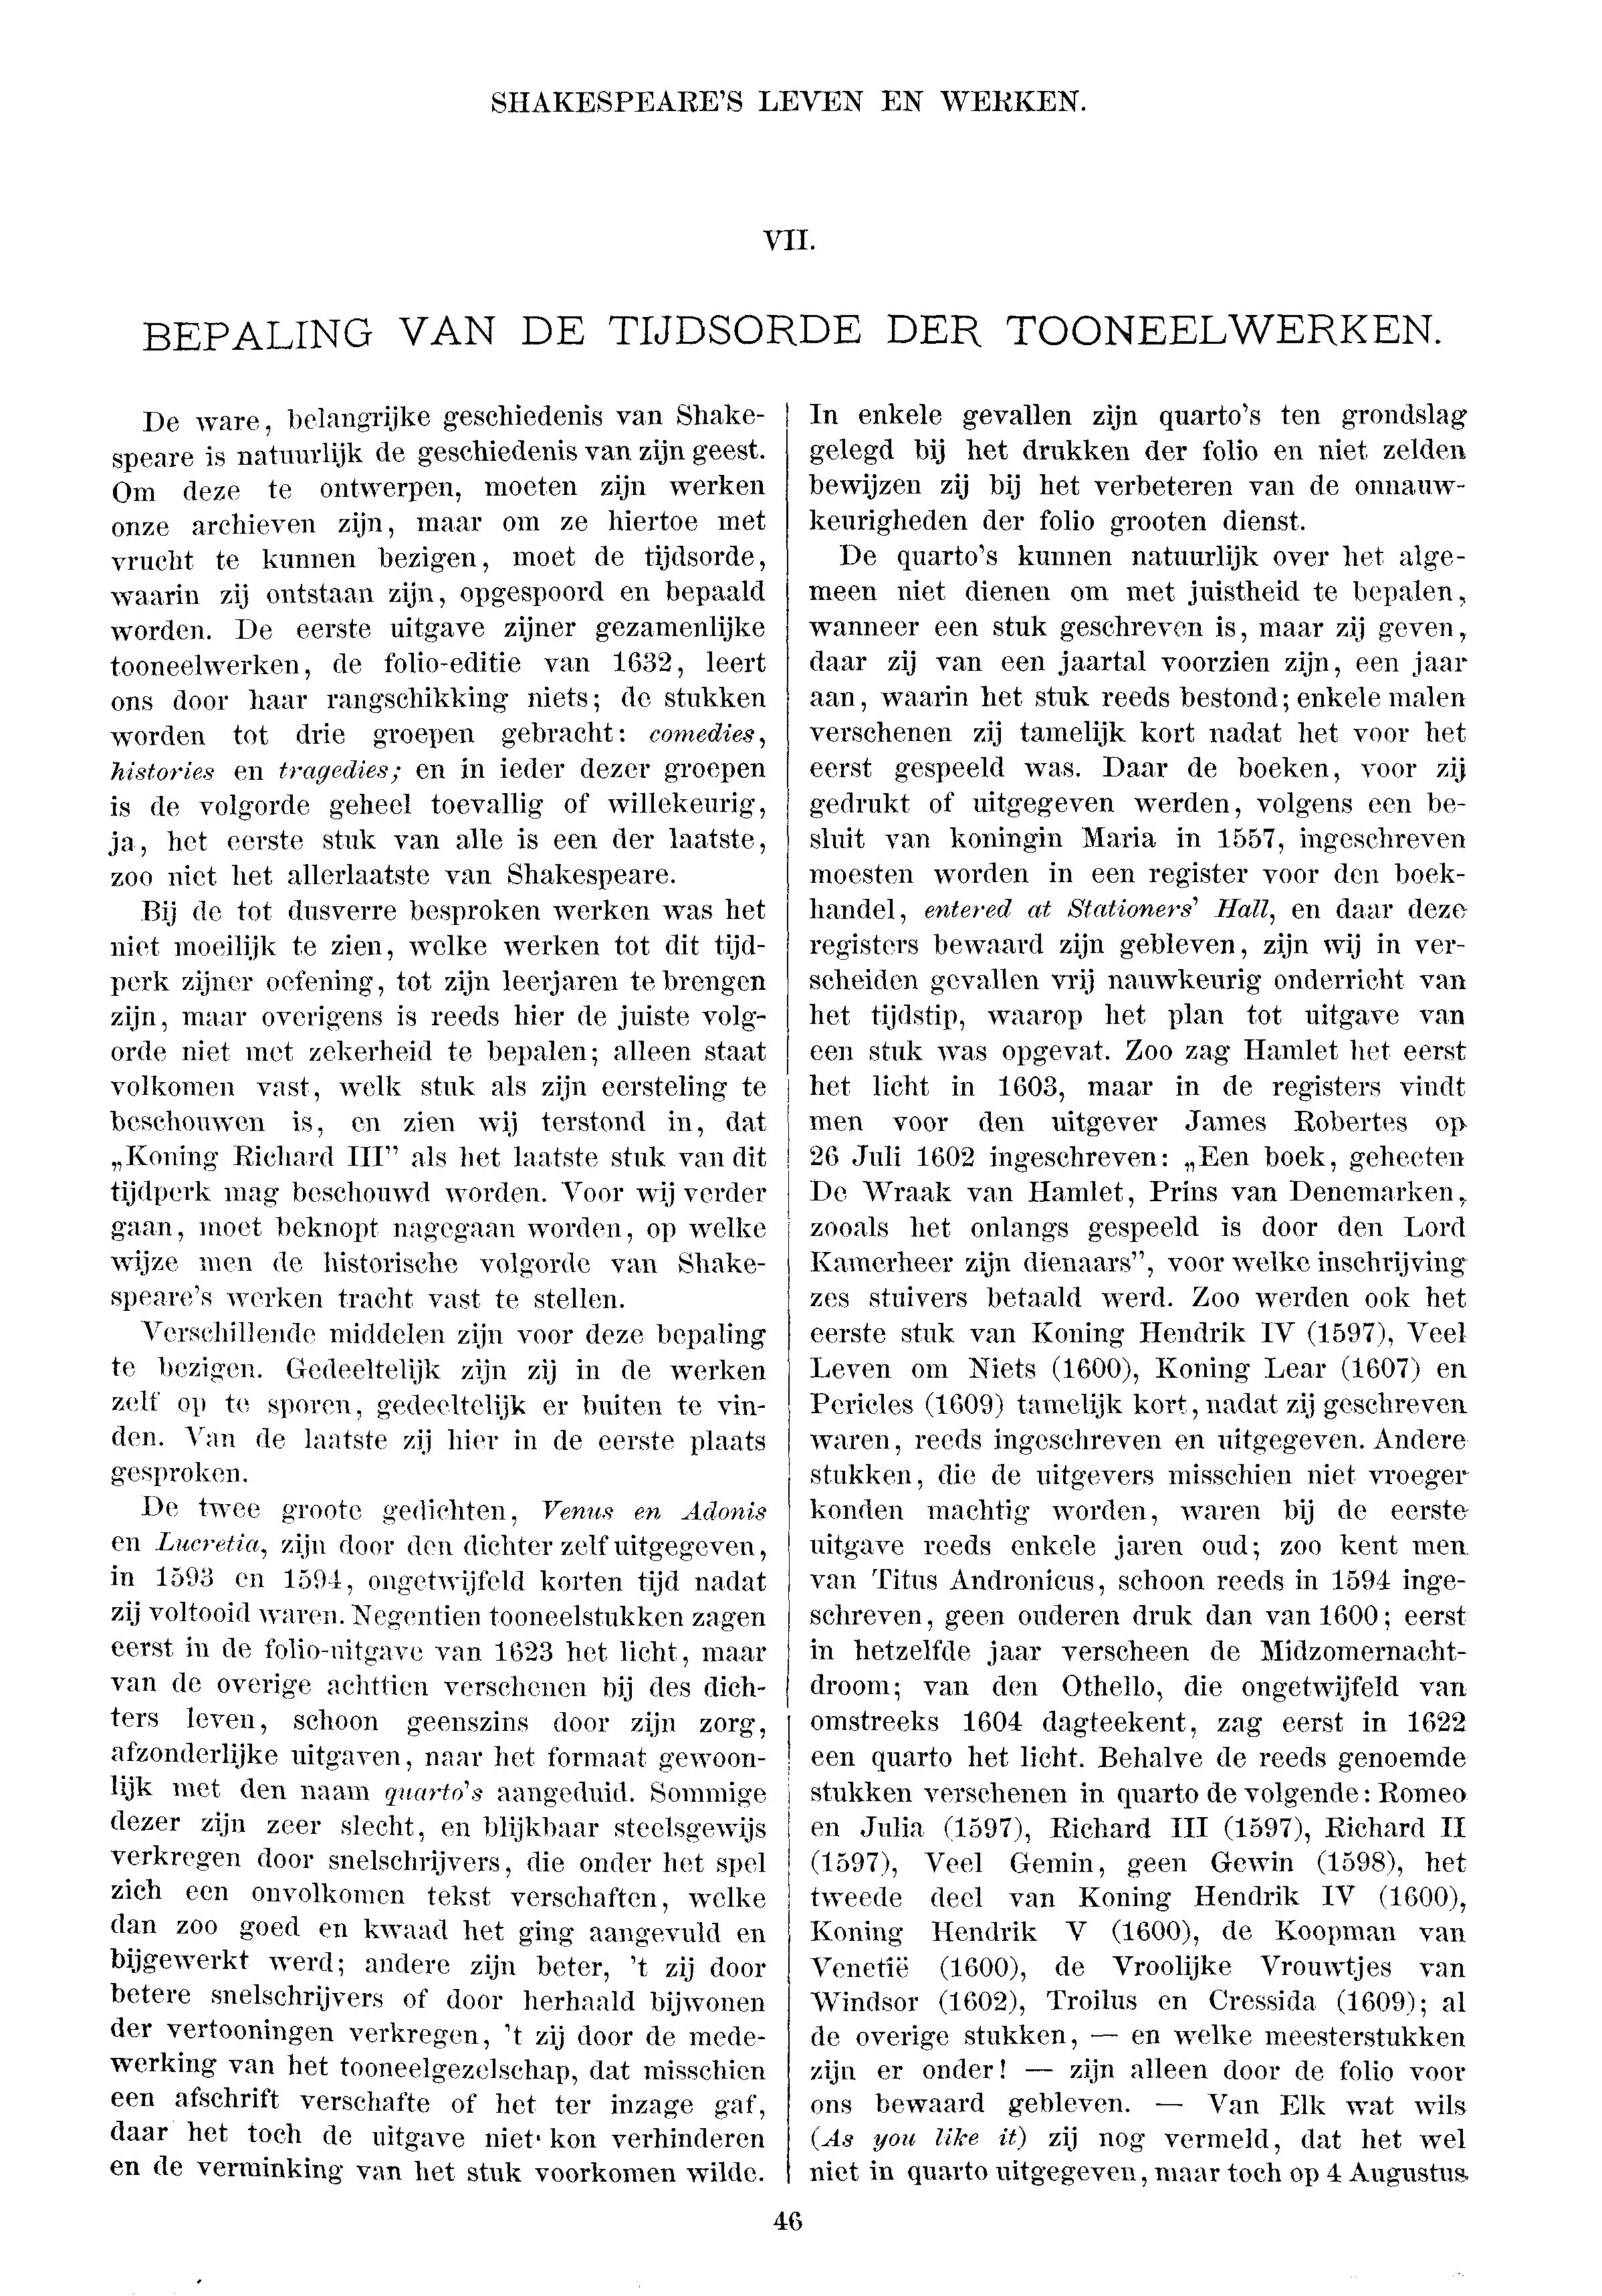 SHAKESPEARE'S LEVEN EN WERKEN.
VII.
BEPALING VAN DE TIJDSORDE DER TOONEELWERKEN.
De ware, belangrijke geschiedenis van Shake-
speare is natuurlijk de geschiedenis van zijn geest.
Om deze te ontwerpen, moeten zijn werken
onze archieven zijn, maar om ze hiertoe met
vrucht te kunnen bezigen, moet de tijdsorde,
waarin zij ontstaan zijn, opgespoord en bepaald
worden. De eerste uitgave zijner gezamenlijke
tooneelwerken, de folio-editie van 1632, leert
ons door haar rangschikking niets; de stukken
worden tot drie groepen gebracht: comedies,
histories en tragedies; en in ieder dezer groepen
is de volgorde geheel toevallig of willekeurig,
ja, het eerste stuk van alle is een der laatste,
zoo niet het allerlaatste van Shakespeare.
Bij de tot dusverre besproken werken was het
niet moeilijk te zien, welke werken tot dit tijd-
perk zijner oefening, tot zijn leerjaren te brengen
zijn, maar overigens is reeds hier de juiste volg-
orde niet met zekerheid te bepalen; alleen staat
volkomen vast, welk stuk als zijn eersteling te
beschouwen is, en zien wij terstond in, dat
„Koning Richard III” als het laatste stuk van dit
tijdperk mag beschouwd worden. Voor wij verder
gaan, moet beknopt nagegaan worden, op welke
wijze men de historische volgorde van Shake-
speare's werken tracht vast te stellen.
Verschillende middelen zijn voor deze bepaling
te bezigen. Gedeeltelijk zijn zij in de werken
zelf op te sporen, gedeeltelijk er buiten te vin-
den. Van de laatste zij hier in de eerste plaats
gesproken.
De twee groote gedichten, Venus en Adonis
en Lucretia, zijn door den dichter zelf uitgegeven,
in 1593 en 1594, ongetwijfeld korten tijd nadat
zij voltooid waren. Negentien tooneelstukken zagen
eerst in de folio-uitgave van 1623 het licht, maar
van de overige achttien verschenen bij des dich-
ters leven, schoon geenszins door zijn zorg,
afzonderlijke uitgaven, naar het formaat gewoon-
lijk met den naam quarto's aangeduid. Sommige
dezer zijn zeer slecht, en blijkbaar steelsgewijs
verkregen door snelschrijvers, die onder het spel
zich een onvolkomen tekst verschaften, welke
dan zoo goed en kwaad het ging aangevuld en
bijgewerkt werd; andere zijn beter, 't zij door
betere snelschrijvers of door herhaald bijwonen
der vertooningen verkregen, 't zij door de mede-
werking van het tooneelgezelschap, dat misschien
een afschrift verschafte of het ter inzage gaf,
daar het toch de uitgave niet kon verhinderen
en de verminking van het stuk voorkomen wilde.
In enkele gevallen zijn quarto's ten grondslag
gelegd bij het drukken der folio en niet zelden
bewijzen zij bij het verbeteren van de onnauw-
keurigheden der folio grooten dienst.
De quarto's kunnen natuurlijk over het alge-
meen niet dienen om met juistheid te bepalen,
wanneer een stuk geschreven is, maar zij geven,
daar zij van een jaartal voorzien zijn, een jaar
aan, waarin het stuk reeds bestond; enkele malen
verschenen zij tamelijk kort nadat het voor het
eerst gespeeld was. Daar de boeken, voor zij
gedrukt of uitgegeven werden, volgens een be-
sluit van koningin Maria in 1557, ingeschreven
moesten worden in een register voor den boek-
handel, entered at Stationers' Hall, en daar deze
registers bewaard zijn gebleven, zijn wij in ver-
scheiden gevallen vrij nauwkeurig onderricht van
het tijdstip, waarop het plan tot uitgave van
een stuk was opgevat. Zoo zag Hamlet het eerst
het licht in 1603, maar in de registers vindt
men voor den uitgever James Robertes op
26 Juli 1602 ingeschreven: „Een boek, geheeten
De Wraak van Hamlet, Prins van Denemarken,
zooals het onlangs gespeeld is door den Lord
Kamerheer zijn dienaars”, voor welke inschrijving
zes stuivers betaald werd. Zoo werden ook het
eerste stuk van Koning Hendrik IV (1597), Veel
Leven om Niets (1600), Koning Lear (1607) en
Pericles (1609) tamelijk kort, nadat zij geschreven
waren, reeds ingeschreven en uitgegeven. Andere
stukken, die de uitgevers misschien niet vroeger
konden machtig worden, waren bij de eerste
uitgave reeds enkele jaren oud; zoo kent men
van Titus Andronicus, schoon reeds in 1594 inge-
schreven, geen ouderen druk dan van 1600; eerst
in hetzelfde jaar verscheen de Midzomernacht-
droom; van den Othello, die ongetwijfeld van
omstreeks 1604 dagteekent, zag eerst in 1622
een quarto het licht. Behalve de reeds genoemde
stukken verschenen in quarto de volgende: Romeo
en Julia (1597), Richard III (1597), Richard II
(1597), Veel Gemin, geen Gewin (1598), het
tweede deel van Koning Hendrik IV (1600),
Koning Hendrik V (1600), de Koopman van
Venetië (1600), de Vroolijke Vrouwtjes van
Windsor (1602), Troilus en Cressida (1609); al
de overige stukken, — en welke meesterstukken
zijn er onder! — zijn alleen door de folio voor
ons bewaard gebleven. — Van Elk wat wils
(As you like it) zij nog vermeld, dat het wel
niet in quarto uitgegeven, maar toch op 4 Augustus
46